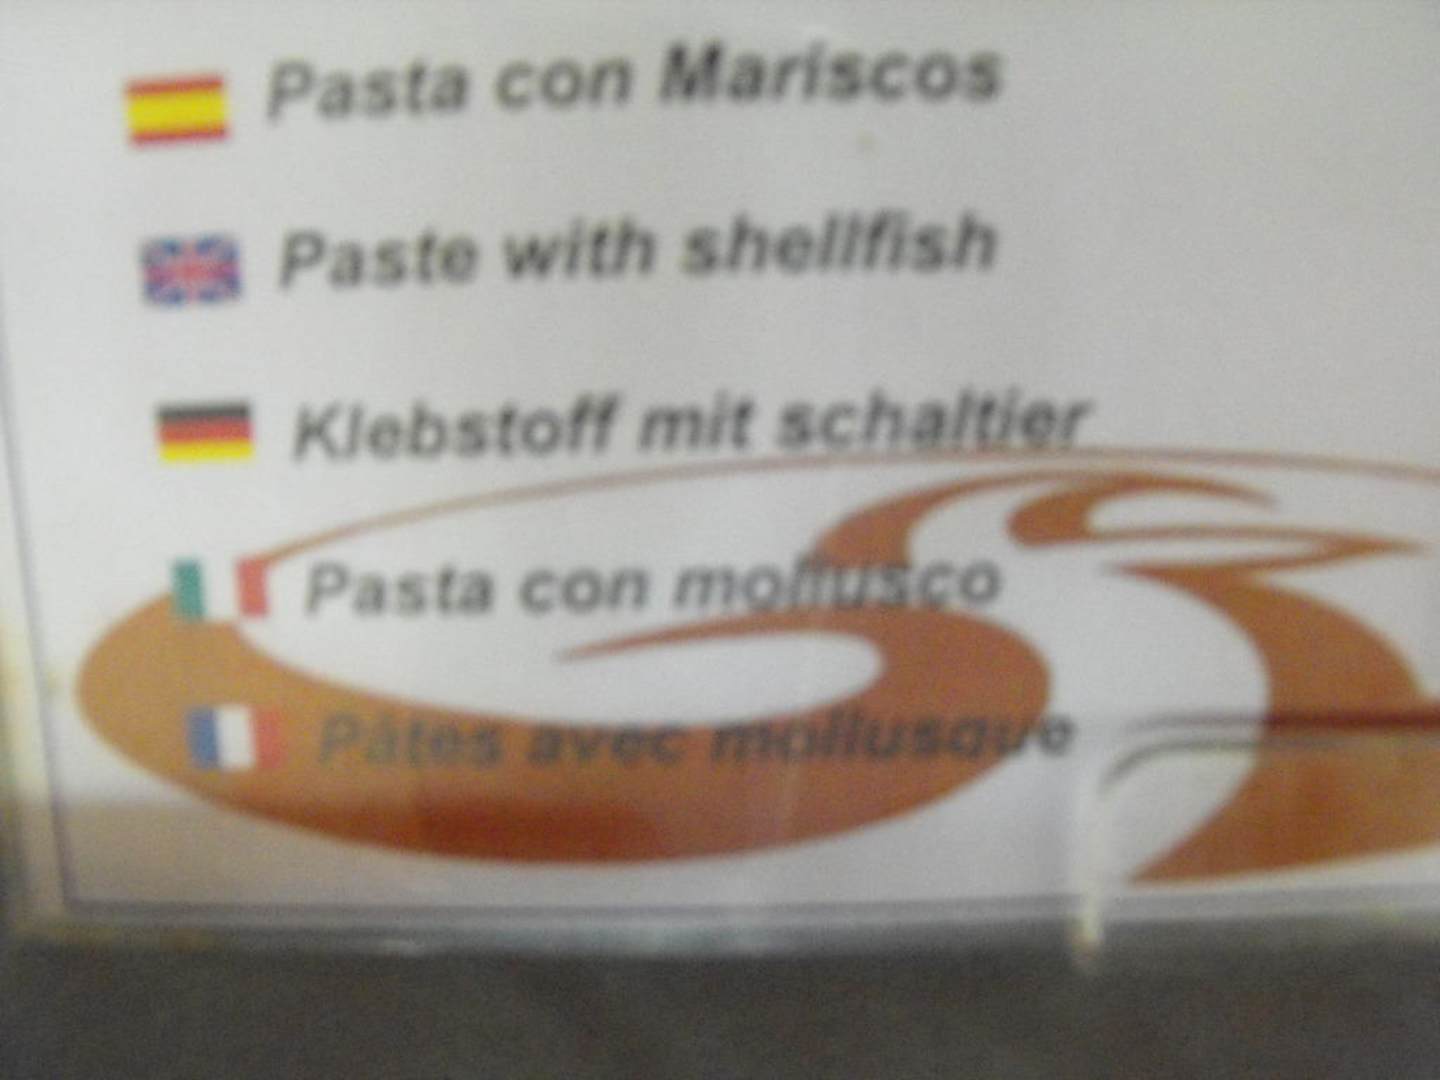 Pasta con Mariscos
Paste with shellfish
Klebstoff mit schaltier
Pasta con mollusco
Pâtes avec mollusque